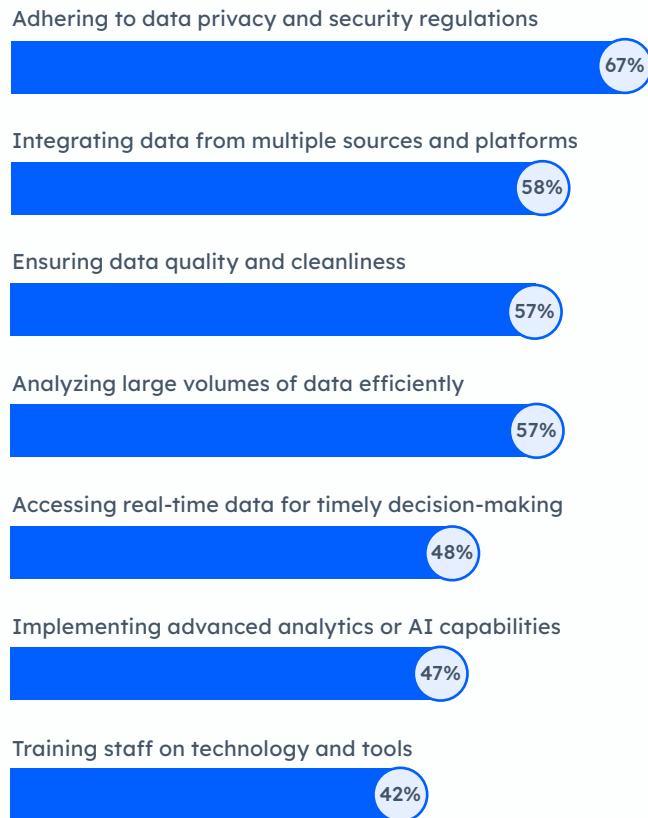 Adhering to data privacy and security regulations
67%
Integrating data from multiple sources and platforms
58%
Ensuring data quality and cleanliness
57%
Analyzing large volumes of data efficiently
57%
Accessing real-time data for timely decision-making
48%
Implementing advanced analytics or AI capabilities
47%
Training staff on technology and tools
42%